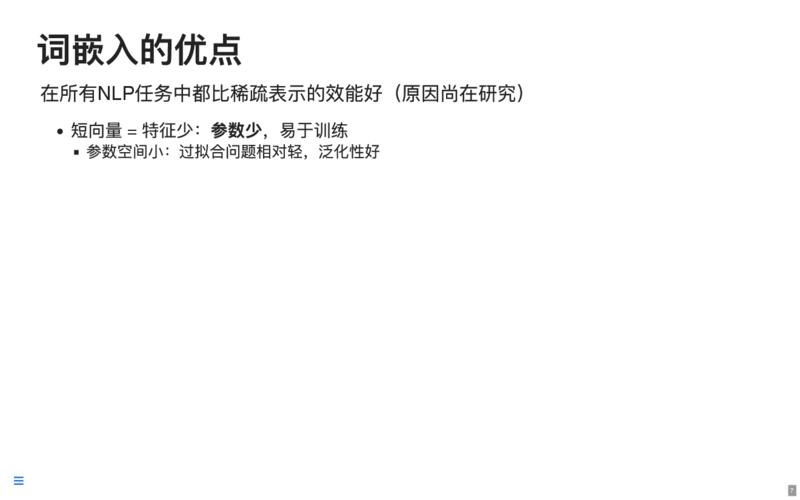 词嵌入的优点
在所有NLP任务中都比稀疏表示的效能好（原因尚在研究）
• 短向量 = 特征少：参数少，易于训练
▪ 参数空间小：过拟合问题相对轻，泛化性好
7